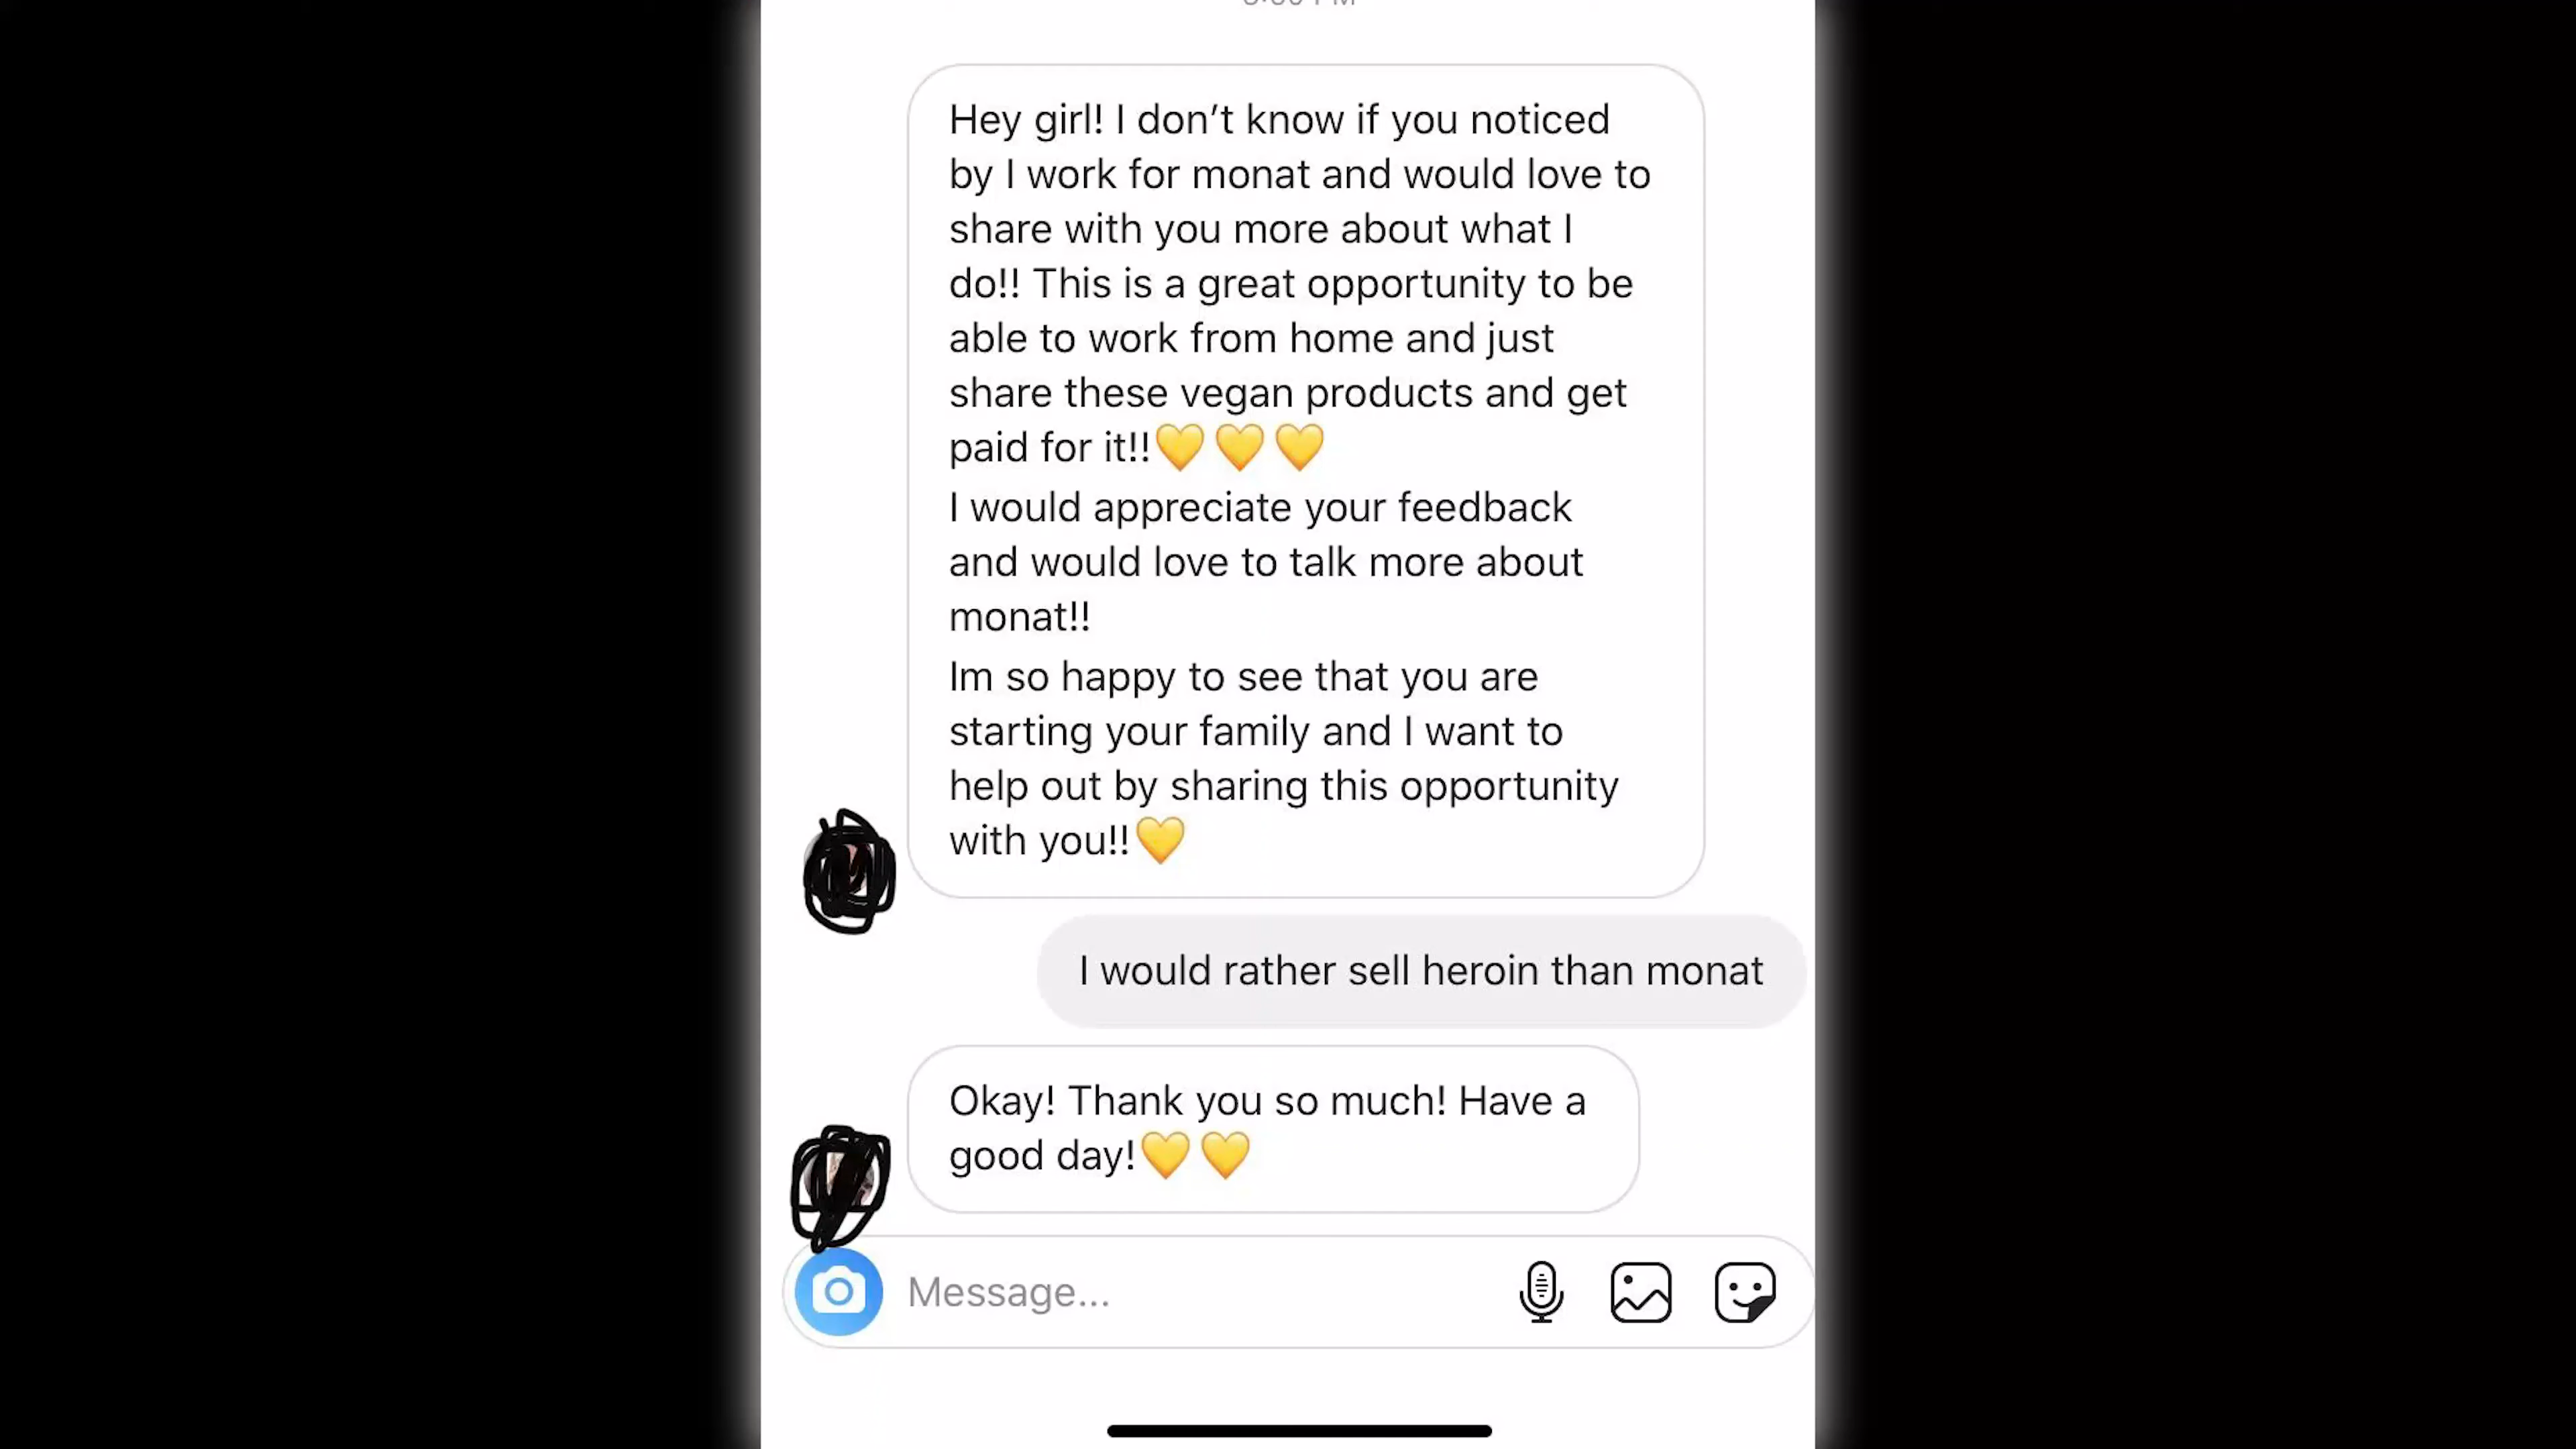 Hey girl! I don’t know if you noticed
by I work for monat and would love to
share with you more about what I
do!! This is a great opportunity to be
able to work from home and just
share these vegan products and get
paid for it!!💛💛💛
I would appreciate your feedback
and would love to talk more about
monat!!
Im so happy to see that you are
starting your family and I want to
help out by sharing this opportunity
with you!!💛
I would rather sell heroin than monat
Okay! Thank you so much! Have a
good day!💛💛
Message...